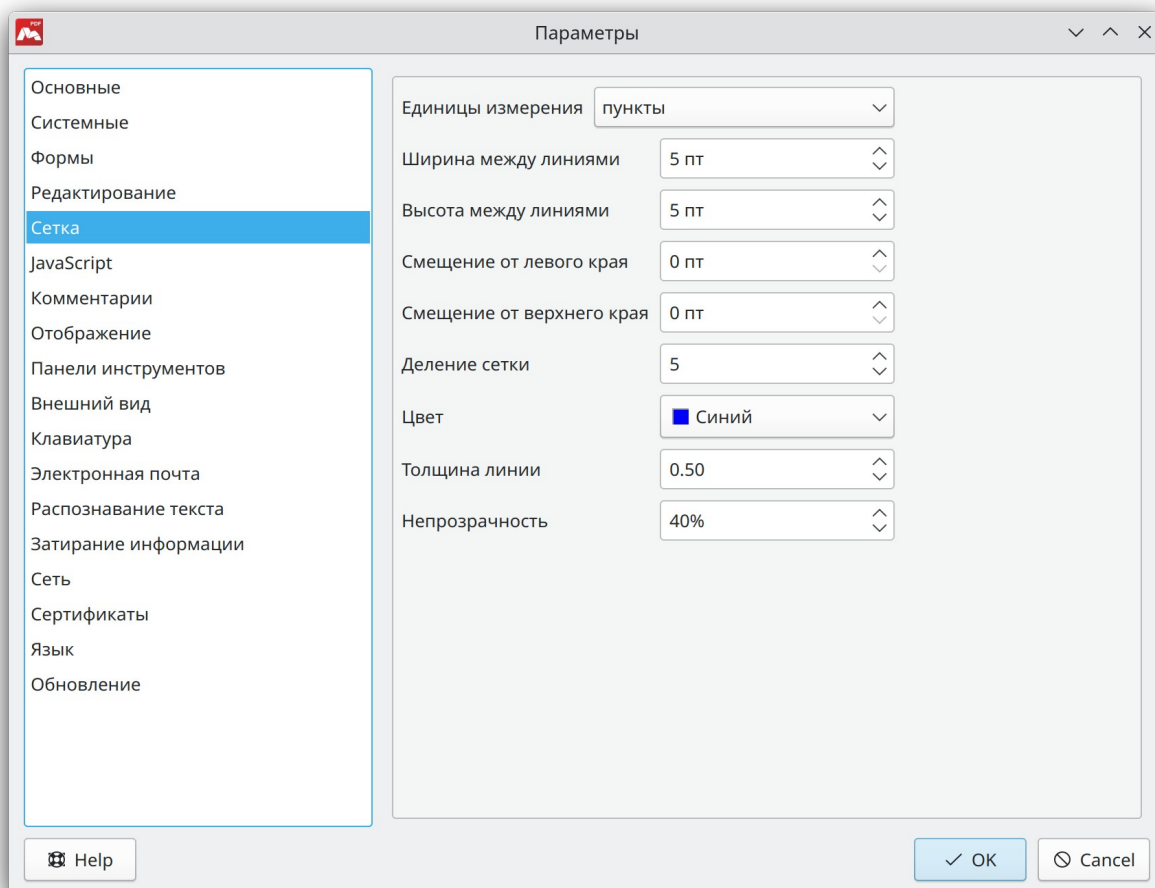 PDF
Параметры
Основные
Системные
Формы
Редактирование
Сетка
JavaScript
Комментарии
Отображение
Панели инструментов
Внешний вид
Клавиатура
Электронная почта
Распознавание текста
Затирание информации
Сеть
Сертификаты
Язык
Обновление
Единицы измерения пункты
Ширина между линиями 5 пт
Высота между линиями 5 пт
Смещение от левого края 0 пт
Смещение от верхнего края 0 пт
Деление сетки 5
Цвет Синий
Толщина линии 0.50
Непрозрачность 40%
Help OK Cancel